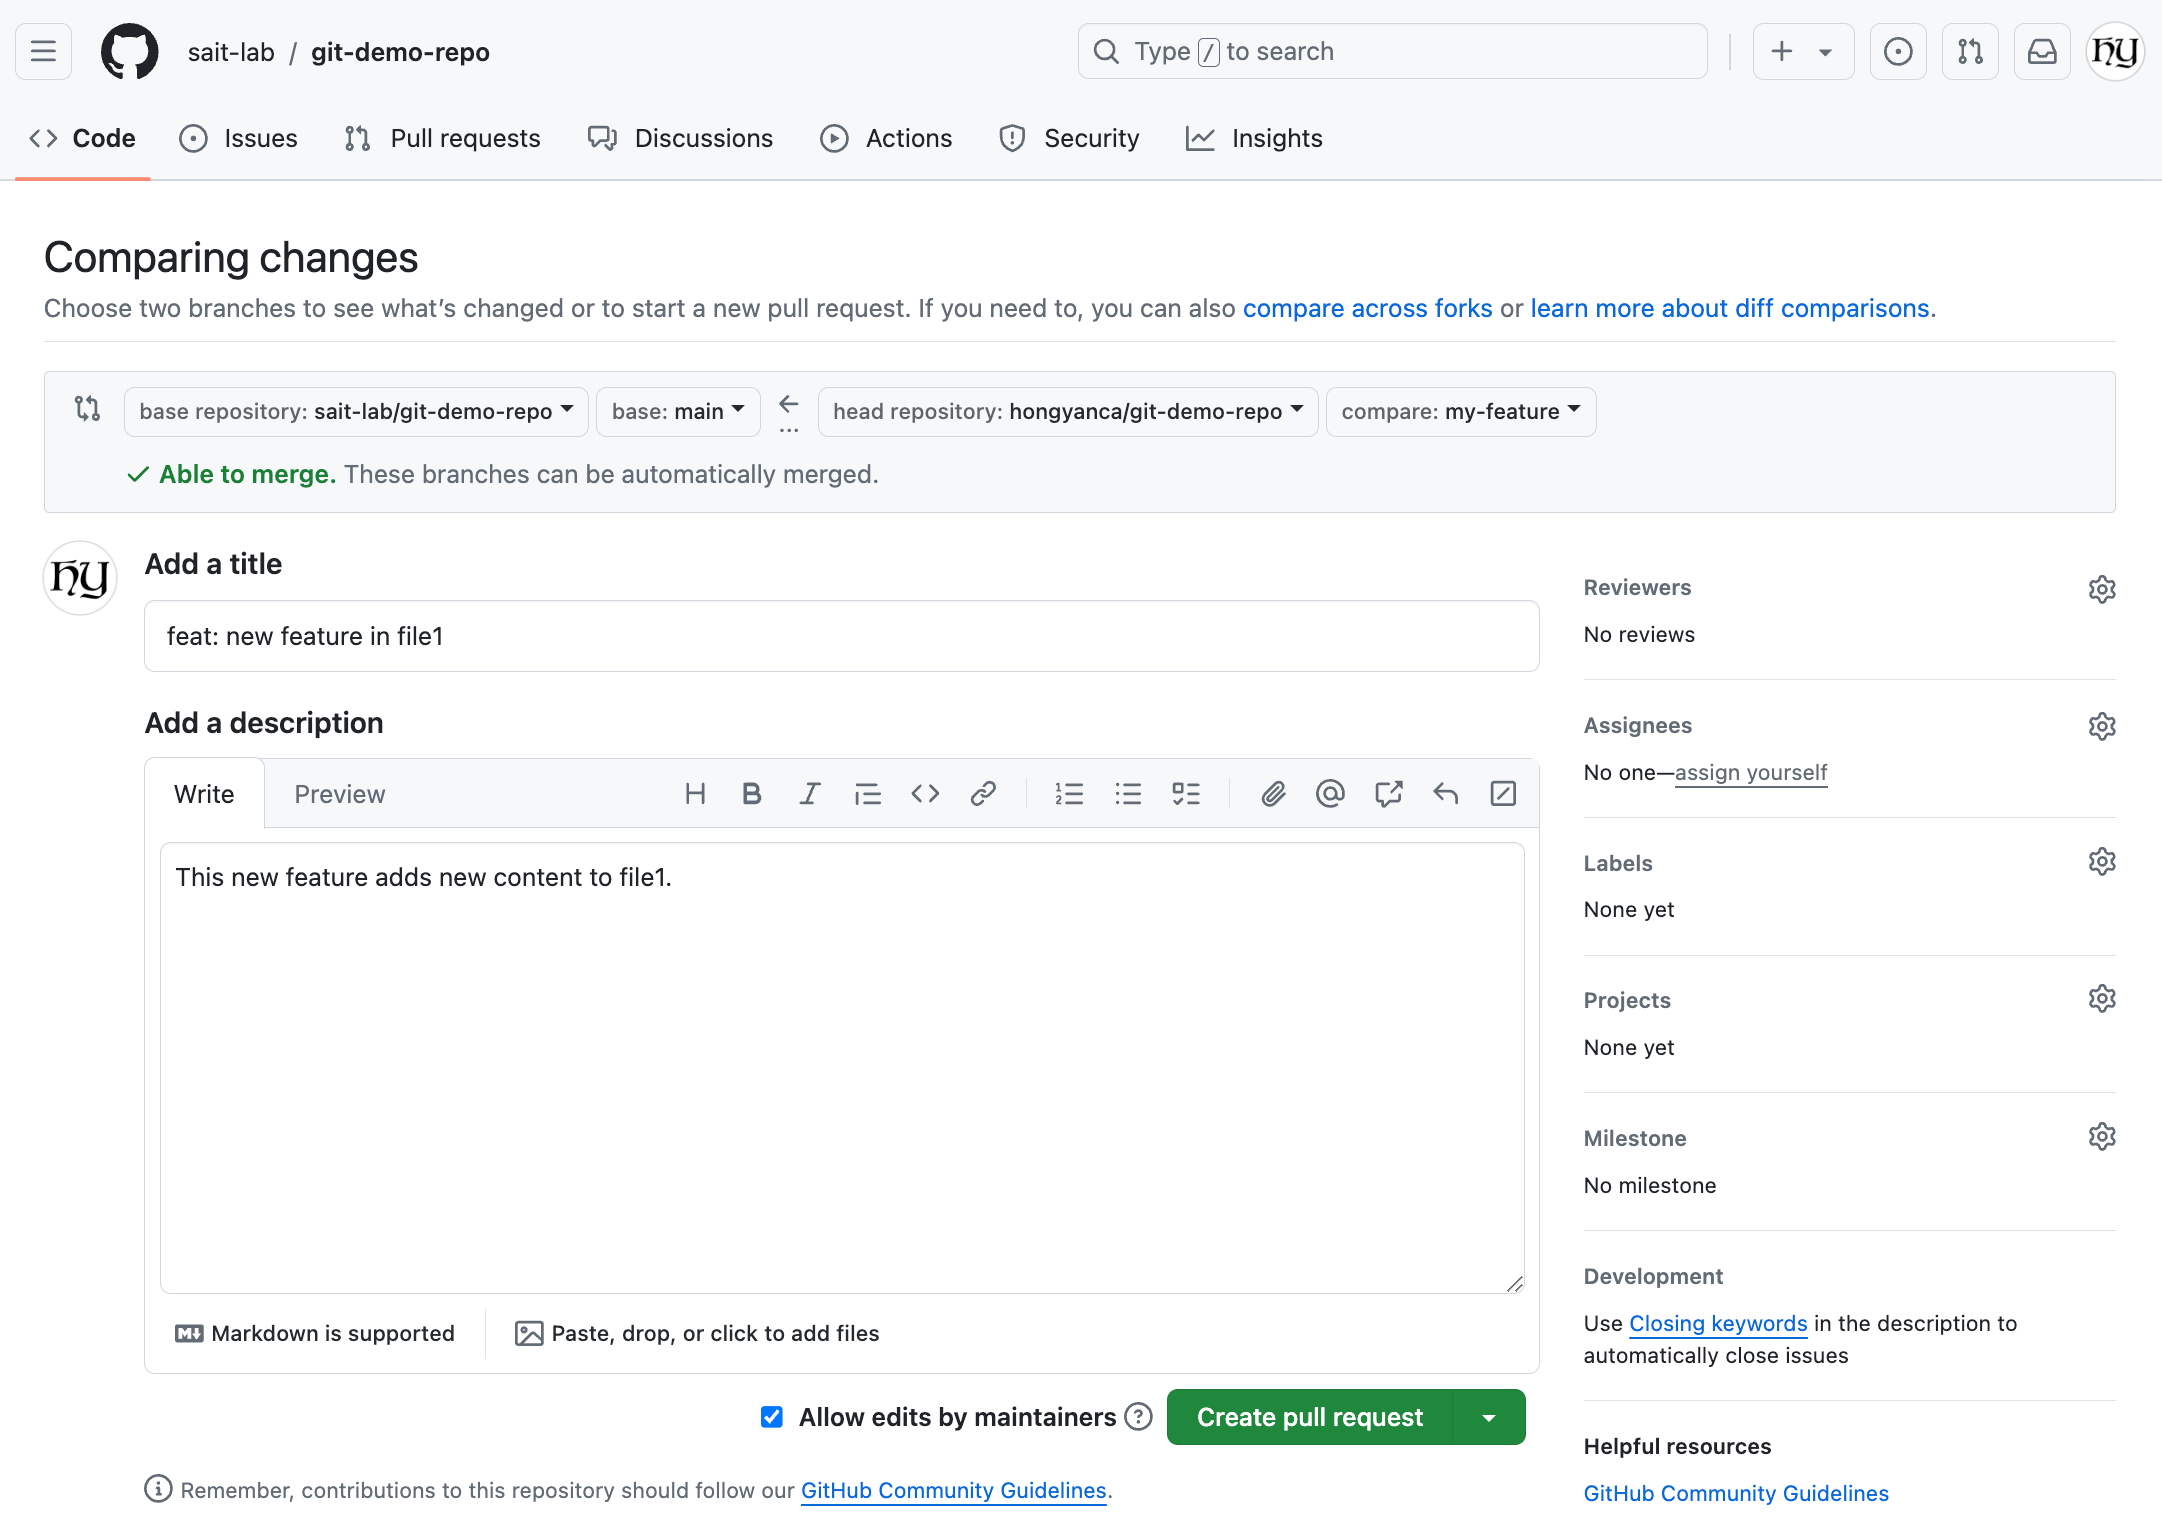 sait-lab / git-demo-repo
Type / to search
hy
Code Issues Pull requests Discussions Actions Security Insights
Comparing changes
Choose two branches to see what’s changed or to start a new pull request. If you need to, you can also compare across forks or learn more about diff comparisons.
base repository: sait-lab/git-demo-repo base: main ... head repository: hongyanca/git-demo-repo compare: my-feature
Able to merge. These branches can be automatically merged.
hy
Add a title
feat: new feature in file1
Add a description
Write Preview
This new feature adds new content to file1.
Markdown is supported
Paste, drop, or click to add files
Allow edits by maintainers
Create pull request
Remember, contributions to this repository should follow our GitHub Community Guidelines.
Reviewers
No reviews
Assignees
No one—assign yourself
Labels
None yet
Projects
None yet
Milestone
No milestone
Development
Use Closing keywords in the description to
automatically close issues
Helpful resources
GitHub Community Guidelines